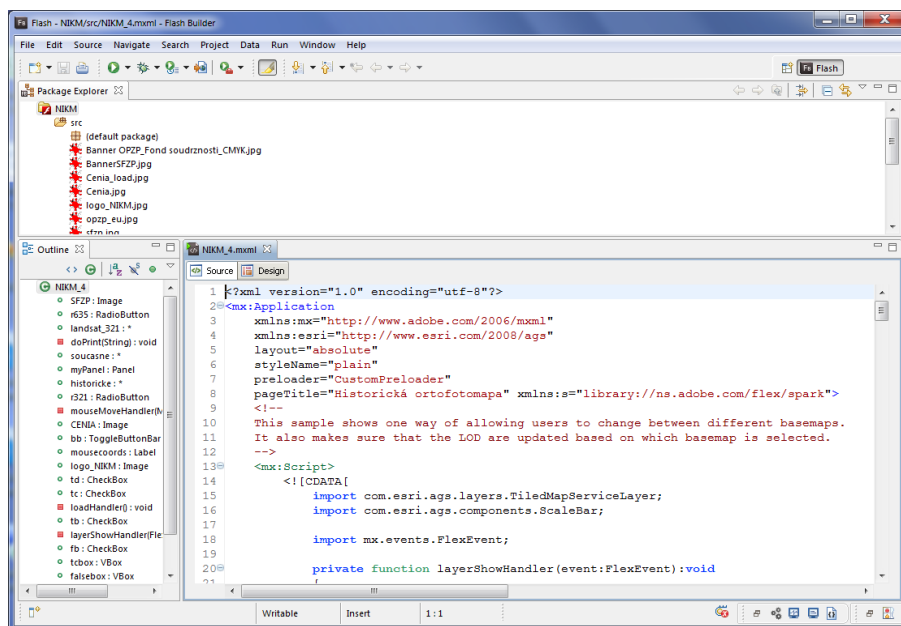 Flash - NIKM/src/NIKM_4.mxml - Flash Builder
File Edit Source Navigate Search Project Data Run Window Help
Flash
Package Explorer
NIKM
src
(default package)
Banner OPZP_Fond soudrznosti_CMYK.jpg
BannerSFZP.jpg
Cenia_load.jpg
Cenia.jpg
logo_NIKM.jpg
opzp_eu.jpg
sfzp.jpg
Outline
NIKM_4
SFZP : Image
r635 : RadioButton
landsat_321 : *
doPrint(String) : void
soucasne : *
myPanel : Panel
historicke : *
r321 : RadioButton
mouseMoveHandler(M
CENIA : Image
bb : ToggleButtonBar
mousecoords : Label
logo_NIKM : Image
td : CheckBox
tc : CheckBox
loadHandler() : void
tb : CheckBox
layerShowHandler(Fle
fb : CheckBox
tcbox : VBox
falsebox : VBox
NIKM_4.mxml
Source Design
1 <?xml version="1.0" encoding="utf-8"?>
2 <mx:Application
3 xmlns:mx="http://www.adobe.com/2006/mxml"
4 xmlns:esri="http://www.esri.com/2008/ags"
5 layout="absolute"
6 styleName="plain"
7 preloader="CustomPreloader"
8 pageTitle="Historická ortofotomapa" xmlns:s="library://ns.adobe.com/flex/spark">
9 <!--
10 This sample shows one way of allowing users to change between different basemaps.
11 It also makes sure that the LOD are updated based on which basemap is selected.
12 -->
13 <mx:Script>
14 <![CDATA[
15 import com.esri.ags.layers.TiledMapServiceLayer;
16 import com.esri.ags.components.ScaleBar;
17
18 import mx.events.FlexEvent;
19
20 private function layerShowHandler(event:FlexEvent):void
21 {
Writable Insert 1 : 1